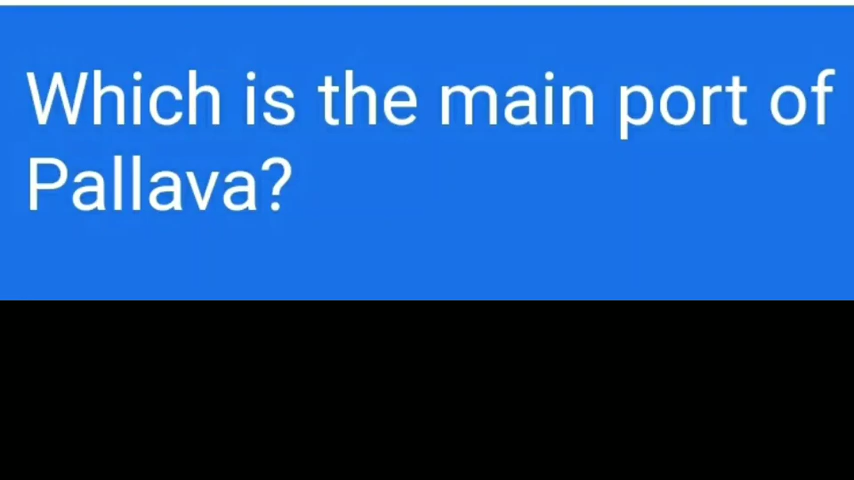 Which is the main port of
Pallava?